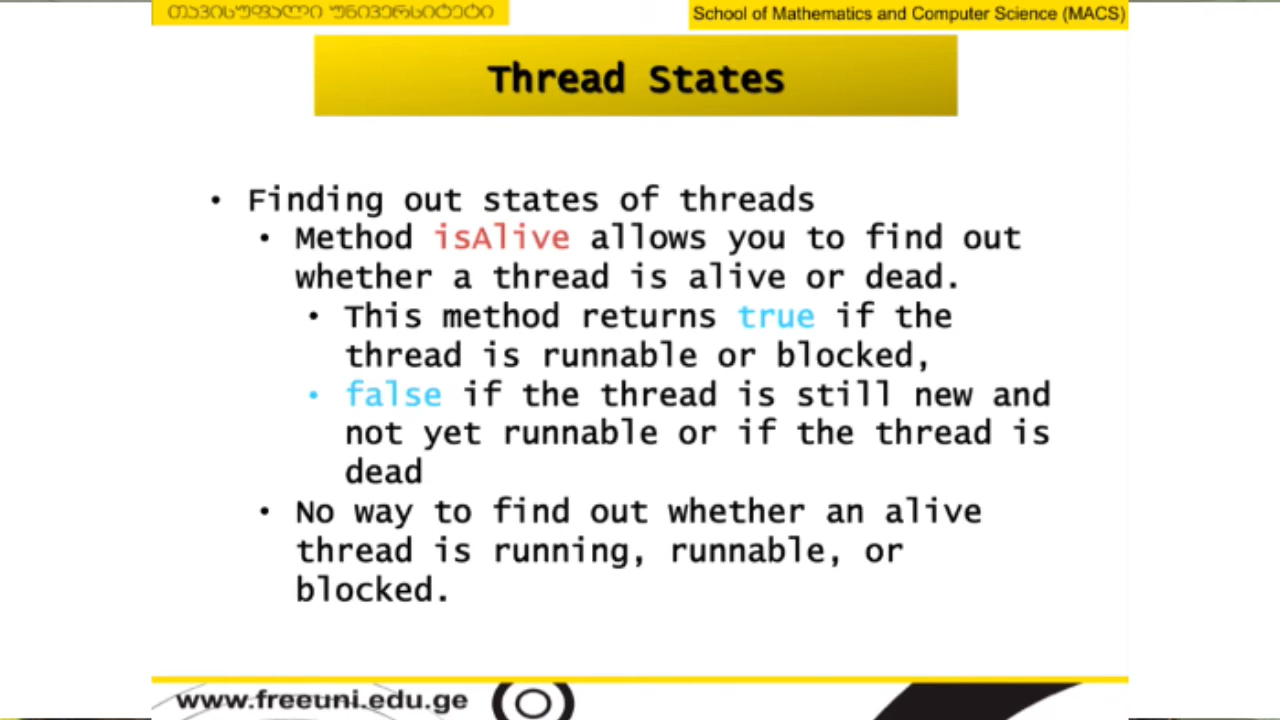 თავისუფალი უნივერსიტეტი
School of Mathematics and Computer Science (MACS)
Thread States
• Finding out states of threads
• Method isAlive allows you to find out
whether a thread is alive or dead.
• This method returns true if the
thread is runnable or blocked,
• false if the thread is still new and
not yet runnable or if the thread is
dead
• No way to find out whether an alive
thread is running, runnable, or
blocked.
www.freeuni.edu.ge